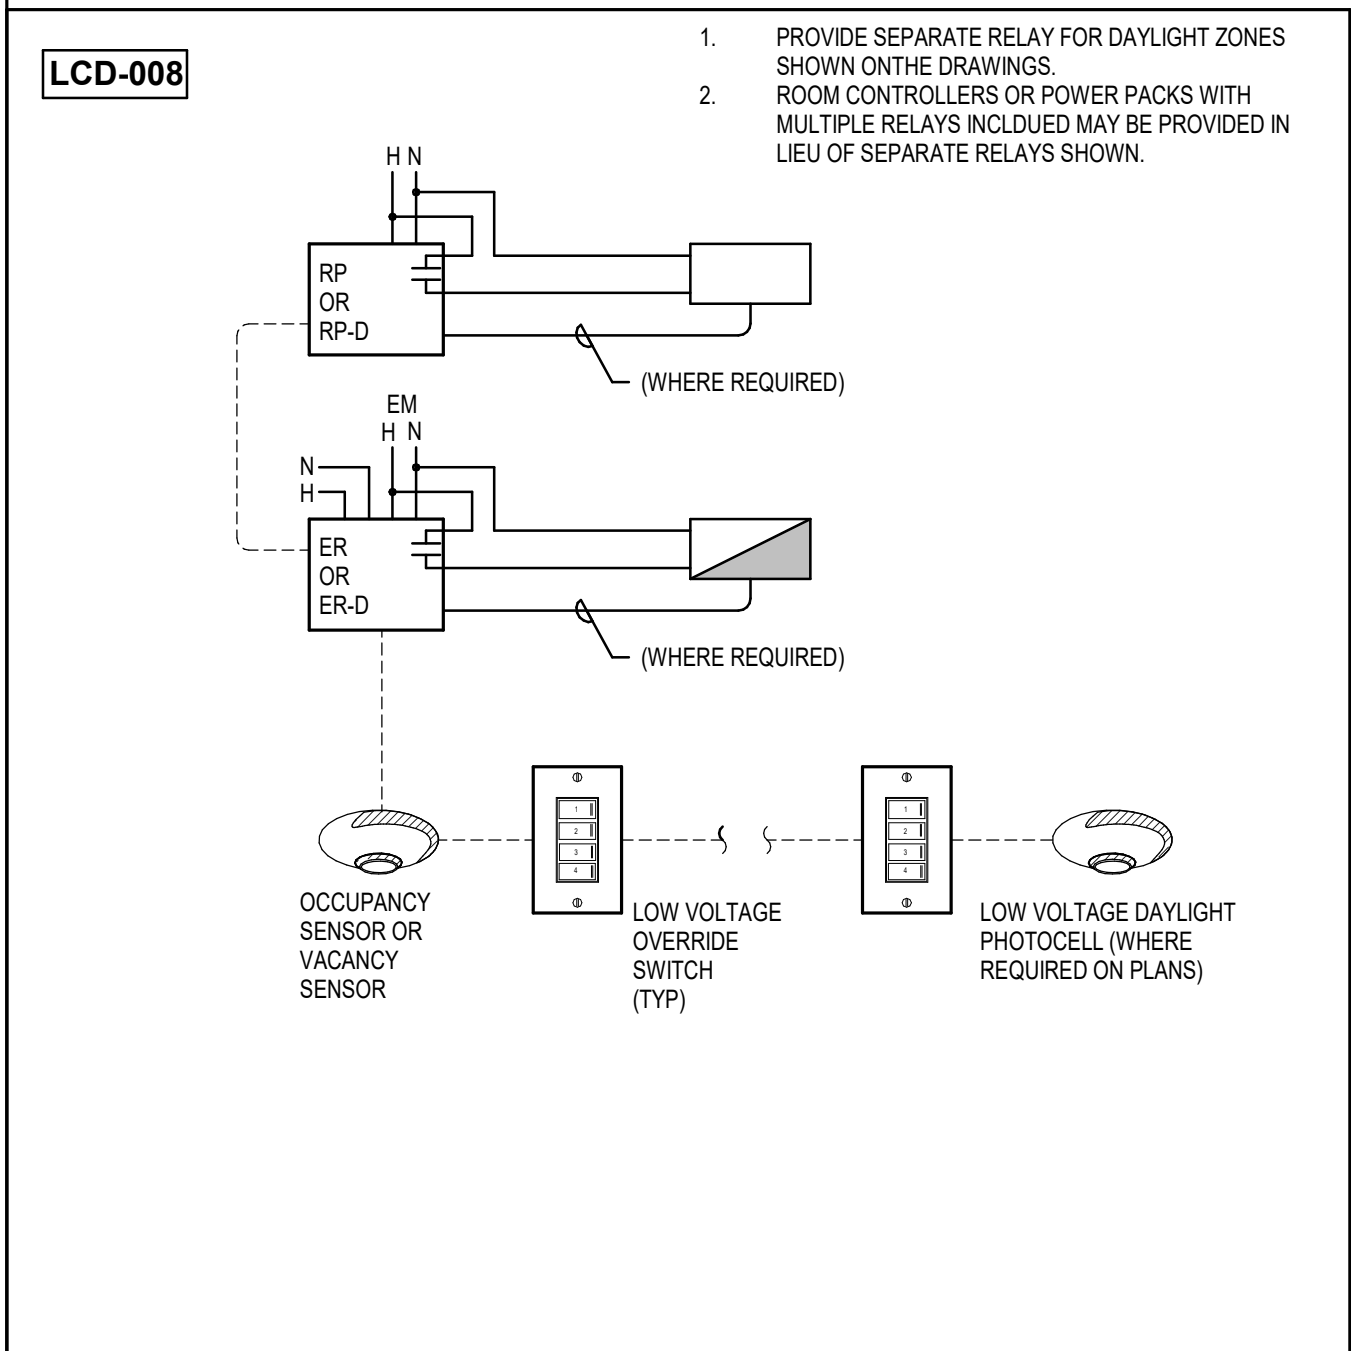 LCD-008
1. PROVIDE SEPARATE RELAY FOR DAYLIGHT ZONES
SHOWN ONTHE DRAWINGS.
2. ROOM CONTROLLERS OR POWER PACKS WITH
MULTIPLE RELAYS INCLDUED MAY BE PROVIDED IN
LIEU OF SEPARATE RELAYS SHOWN.
H N
RP
OR
RP-D
(WHERE REQUIRED)
EM
H N
N
H
ER
OR
ER-D
(WHERE REQUIRED)
1
2
3
4
1
2
3
4
OCCUPANCY
SENSOR OR
VACANCY
SENSOR
LOW VOLTAGE
OVERRIDE
SWITCH
(TYP)
LOW VOLTAGE DAYLIGHT
PHOTOCELL (WHERE
REQUIRED ON PLANS)